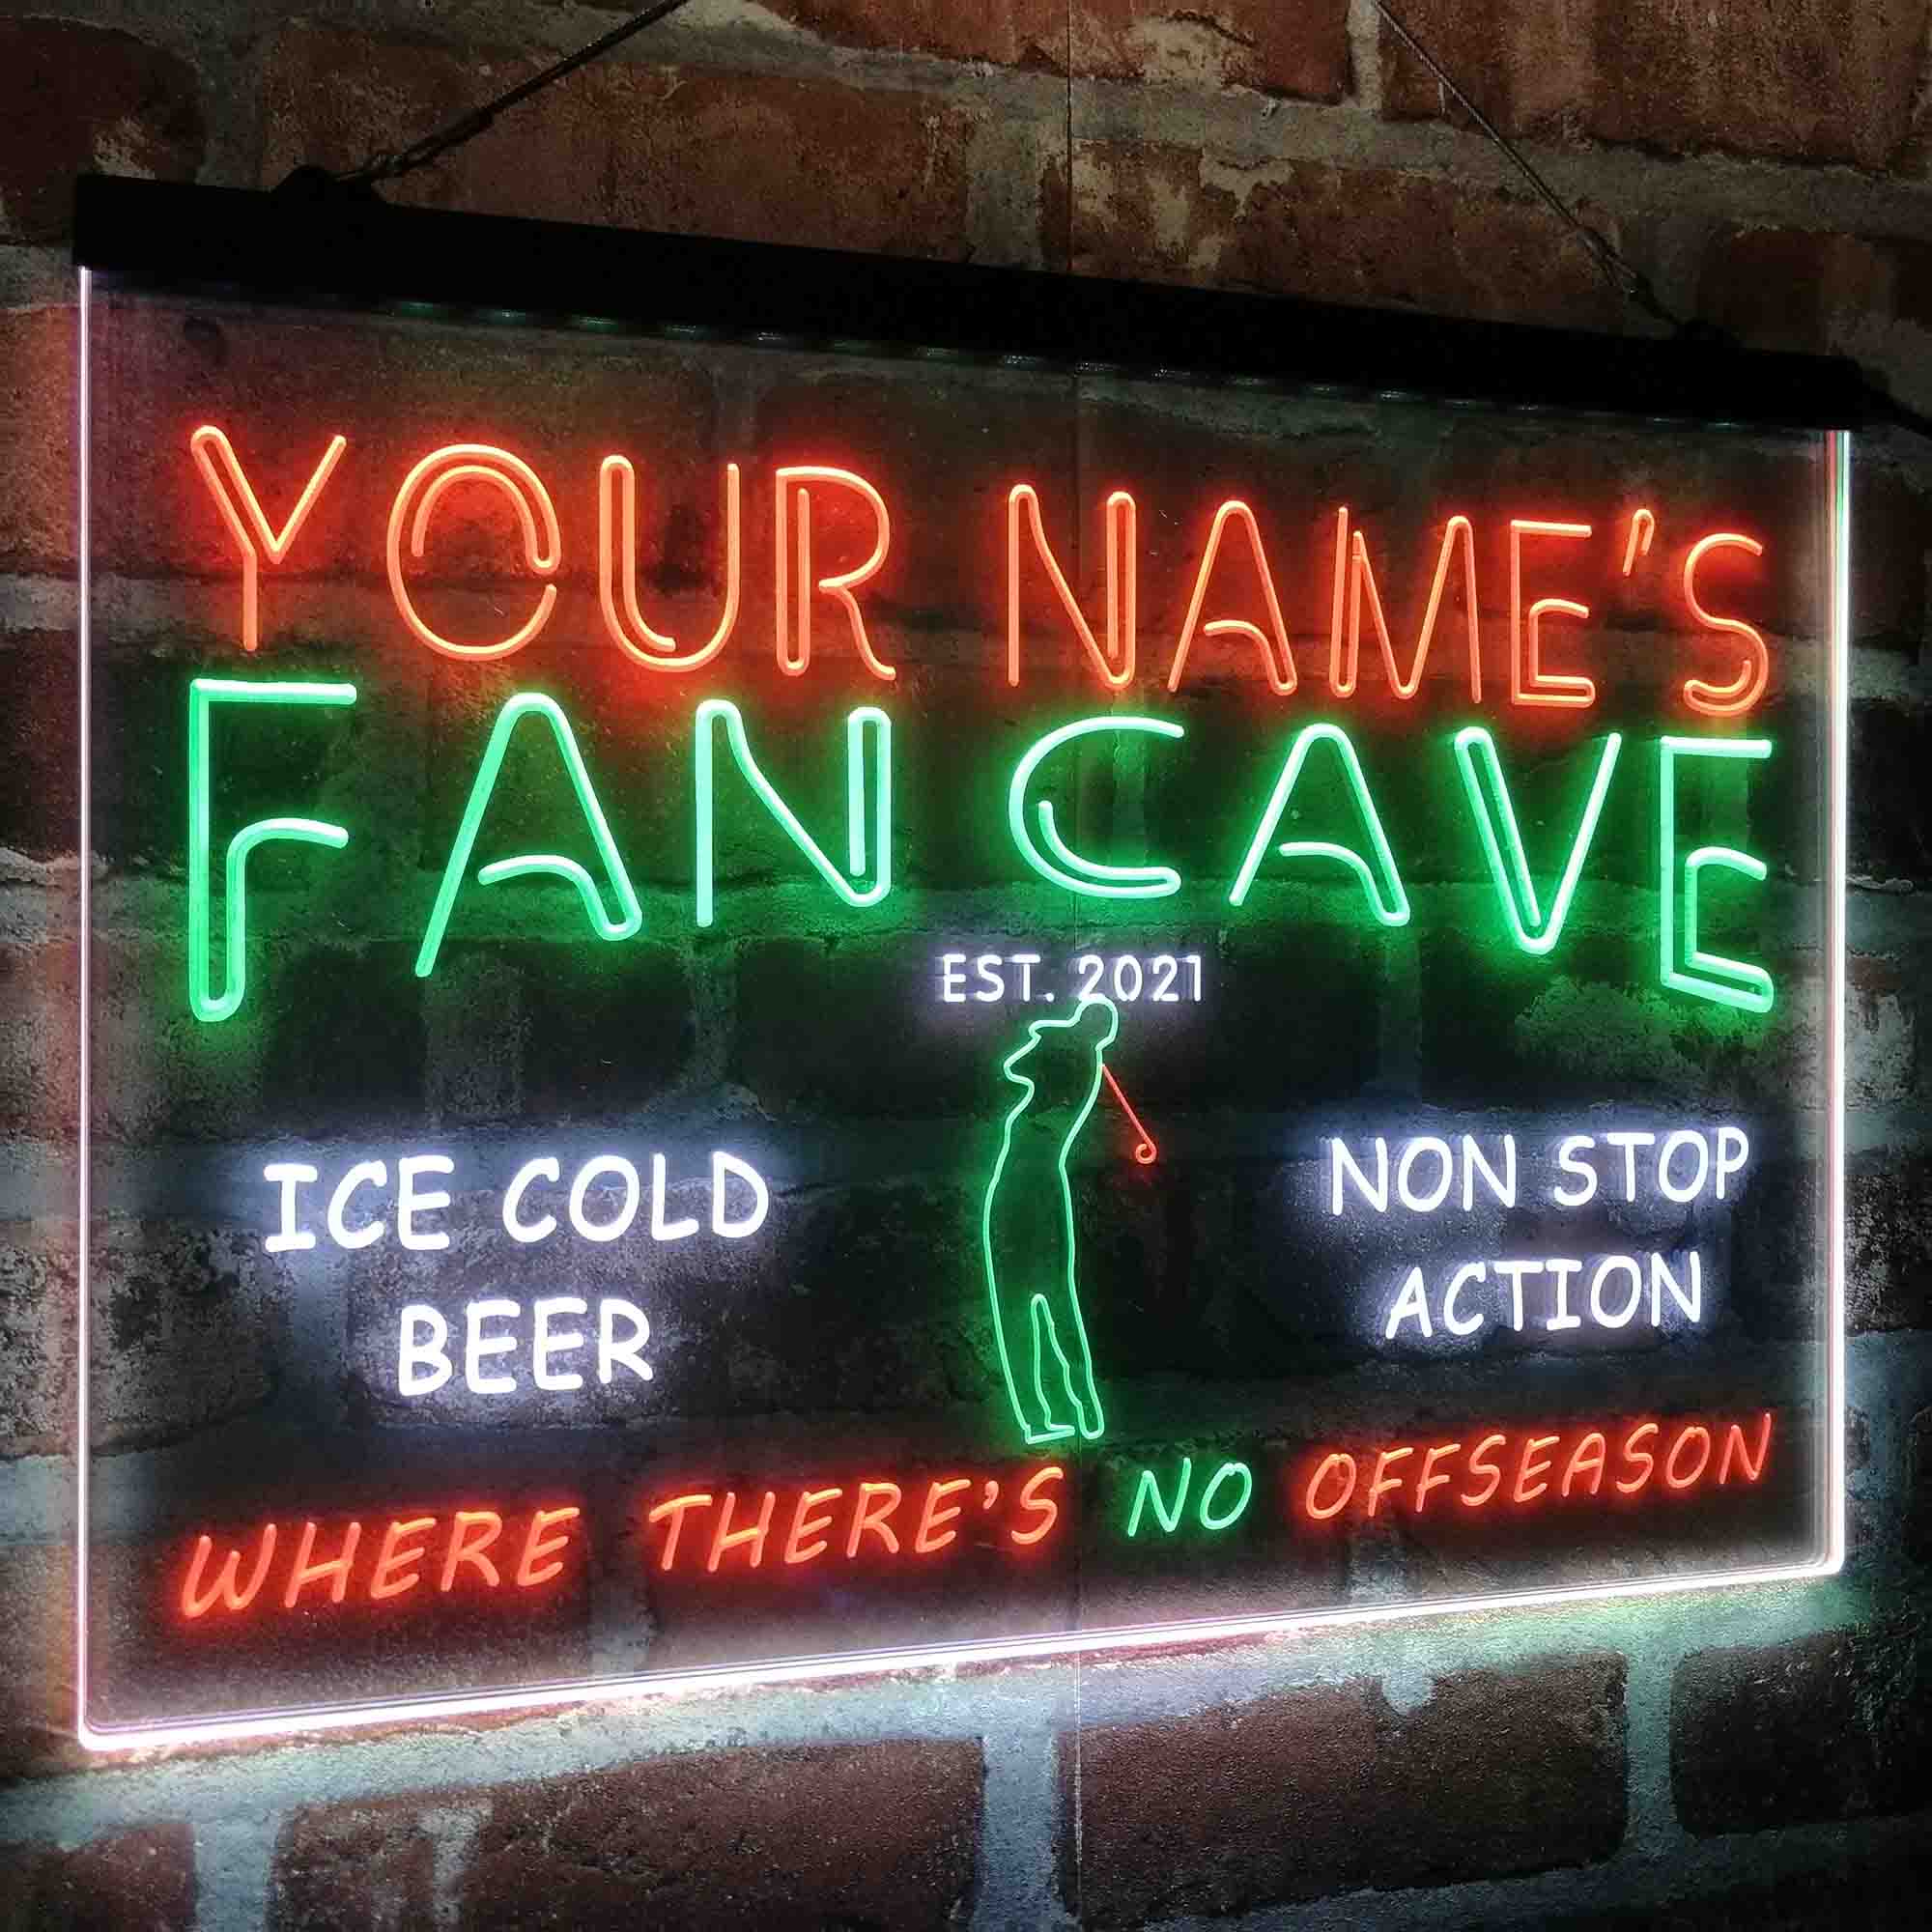 YOUR NAME'S
FAN CAVE
EST. 2021
ICE COLD
BEER
NON STOP
ACTION
WHERE THERE'S NO OFFSEASON